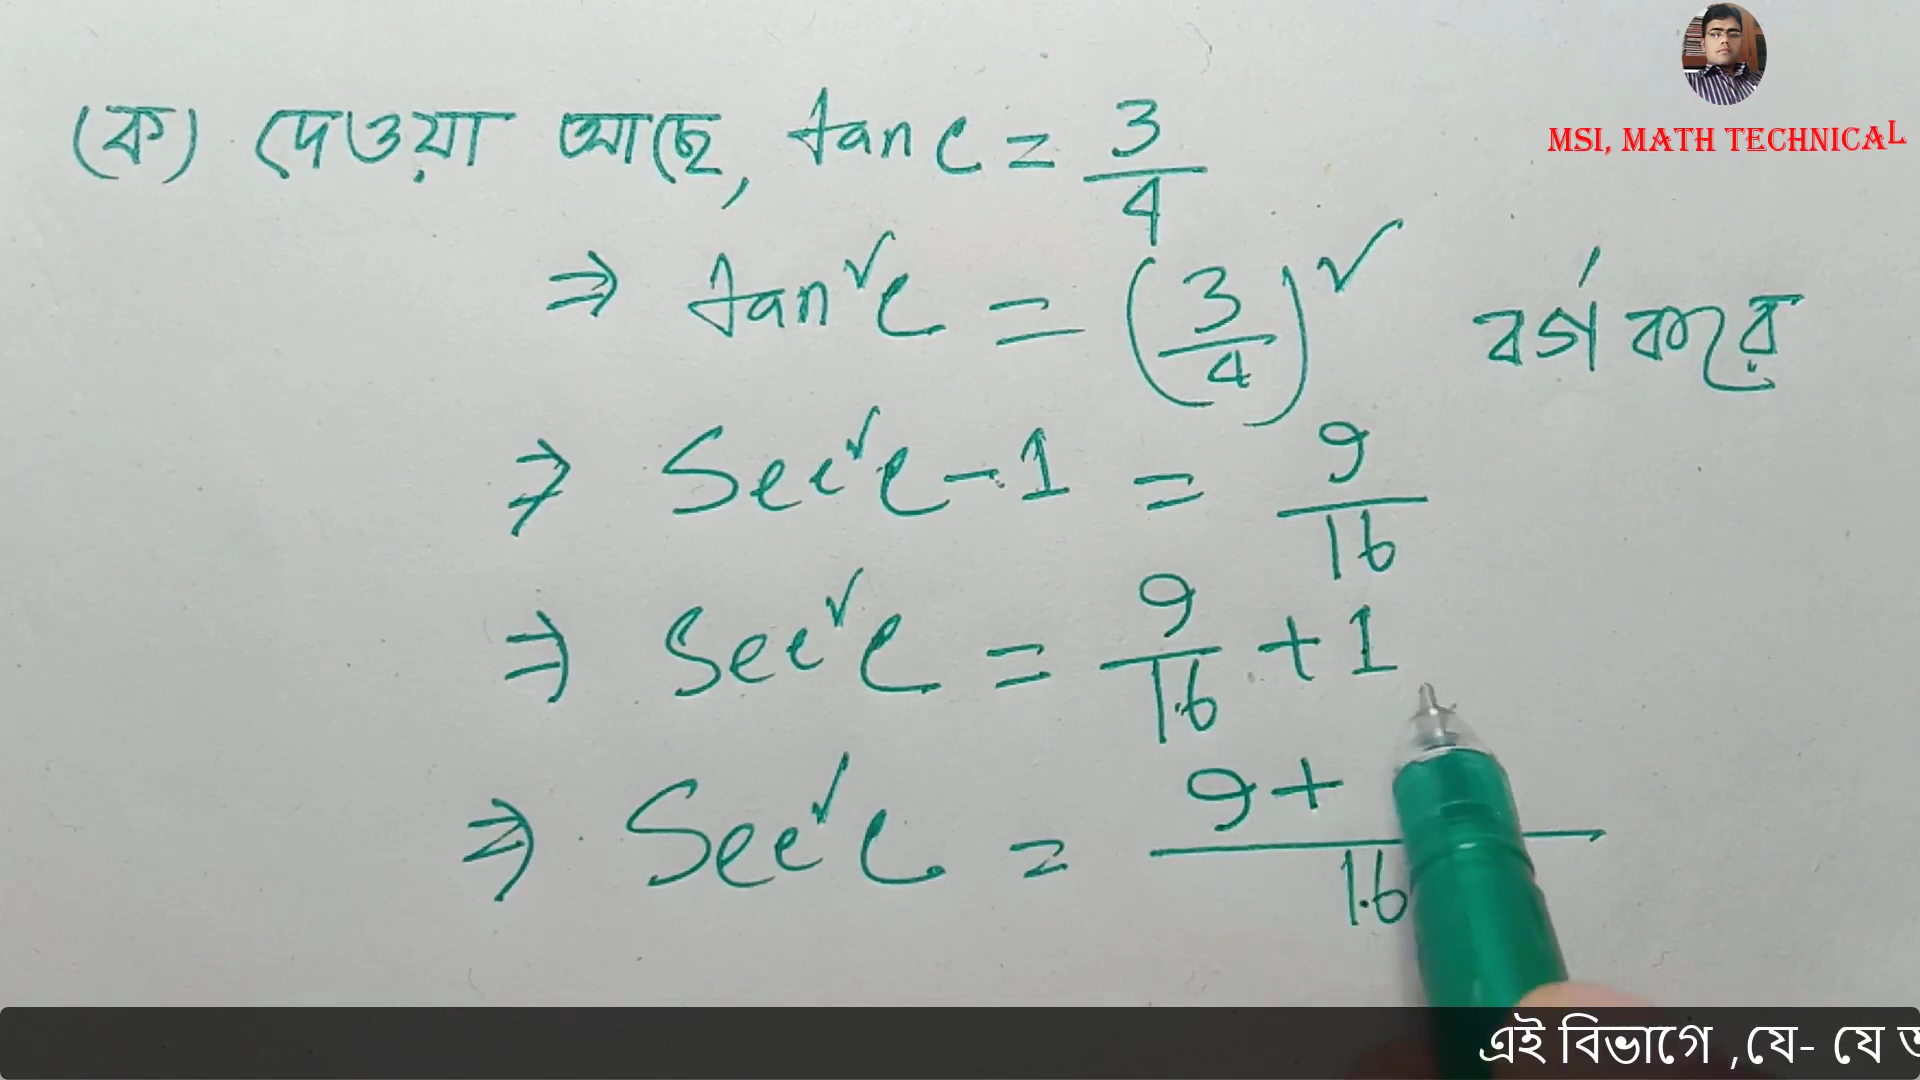 MSI, MATH TECHNICAL
(ক) দেওয়া আছে, tan C = 3/4
⇒ tan²C = (3/4)² বর্গ করে
⇒ Sec²C - 1 = 9/16
⇒ Sec²C = 9/16 + 1
⇒ Sec²C = 9+ / 16
এই বিভাগে ,যে- যে